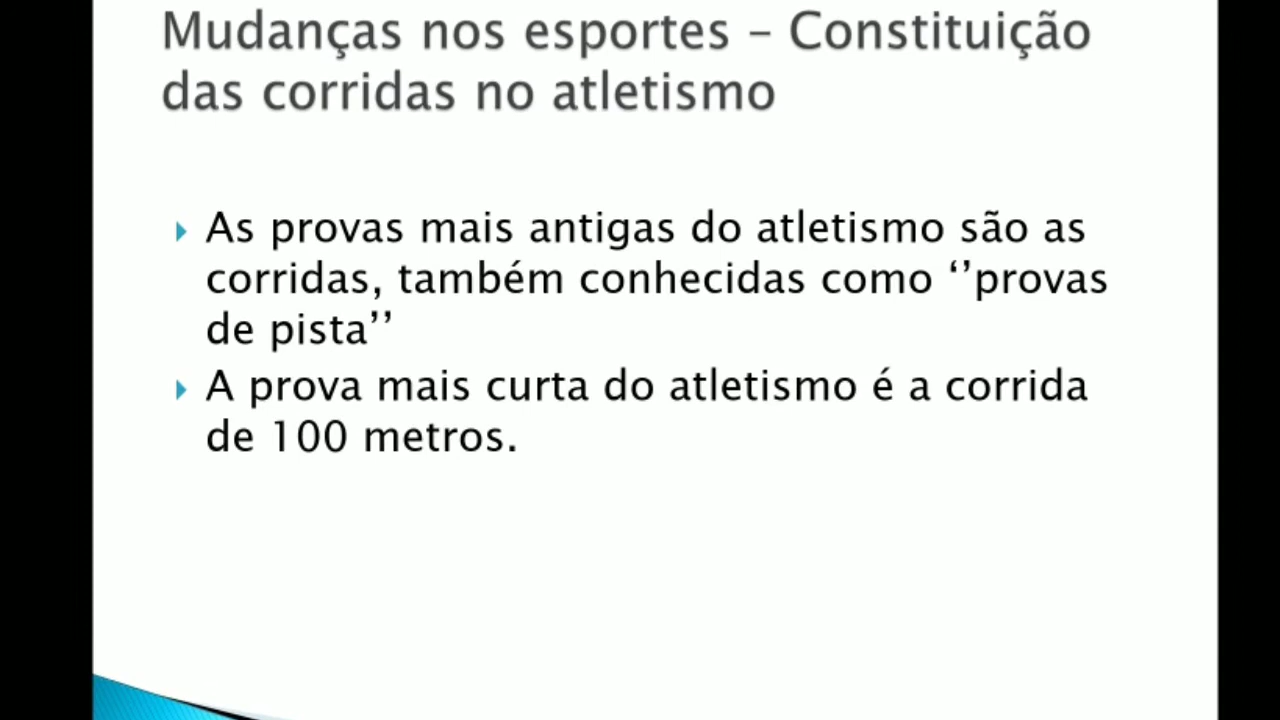 Mudanças nos esportes – Constituição
das corridas no atletismo
As provas mais antigas do atletismo são as
corridas, também conhecidas como ‘’provas
de pista’’
A prova mais curta do atletismo é a corrida
de 100 metros.